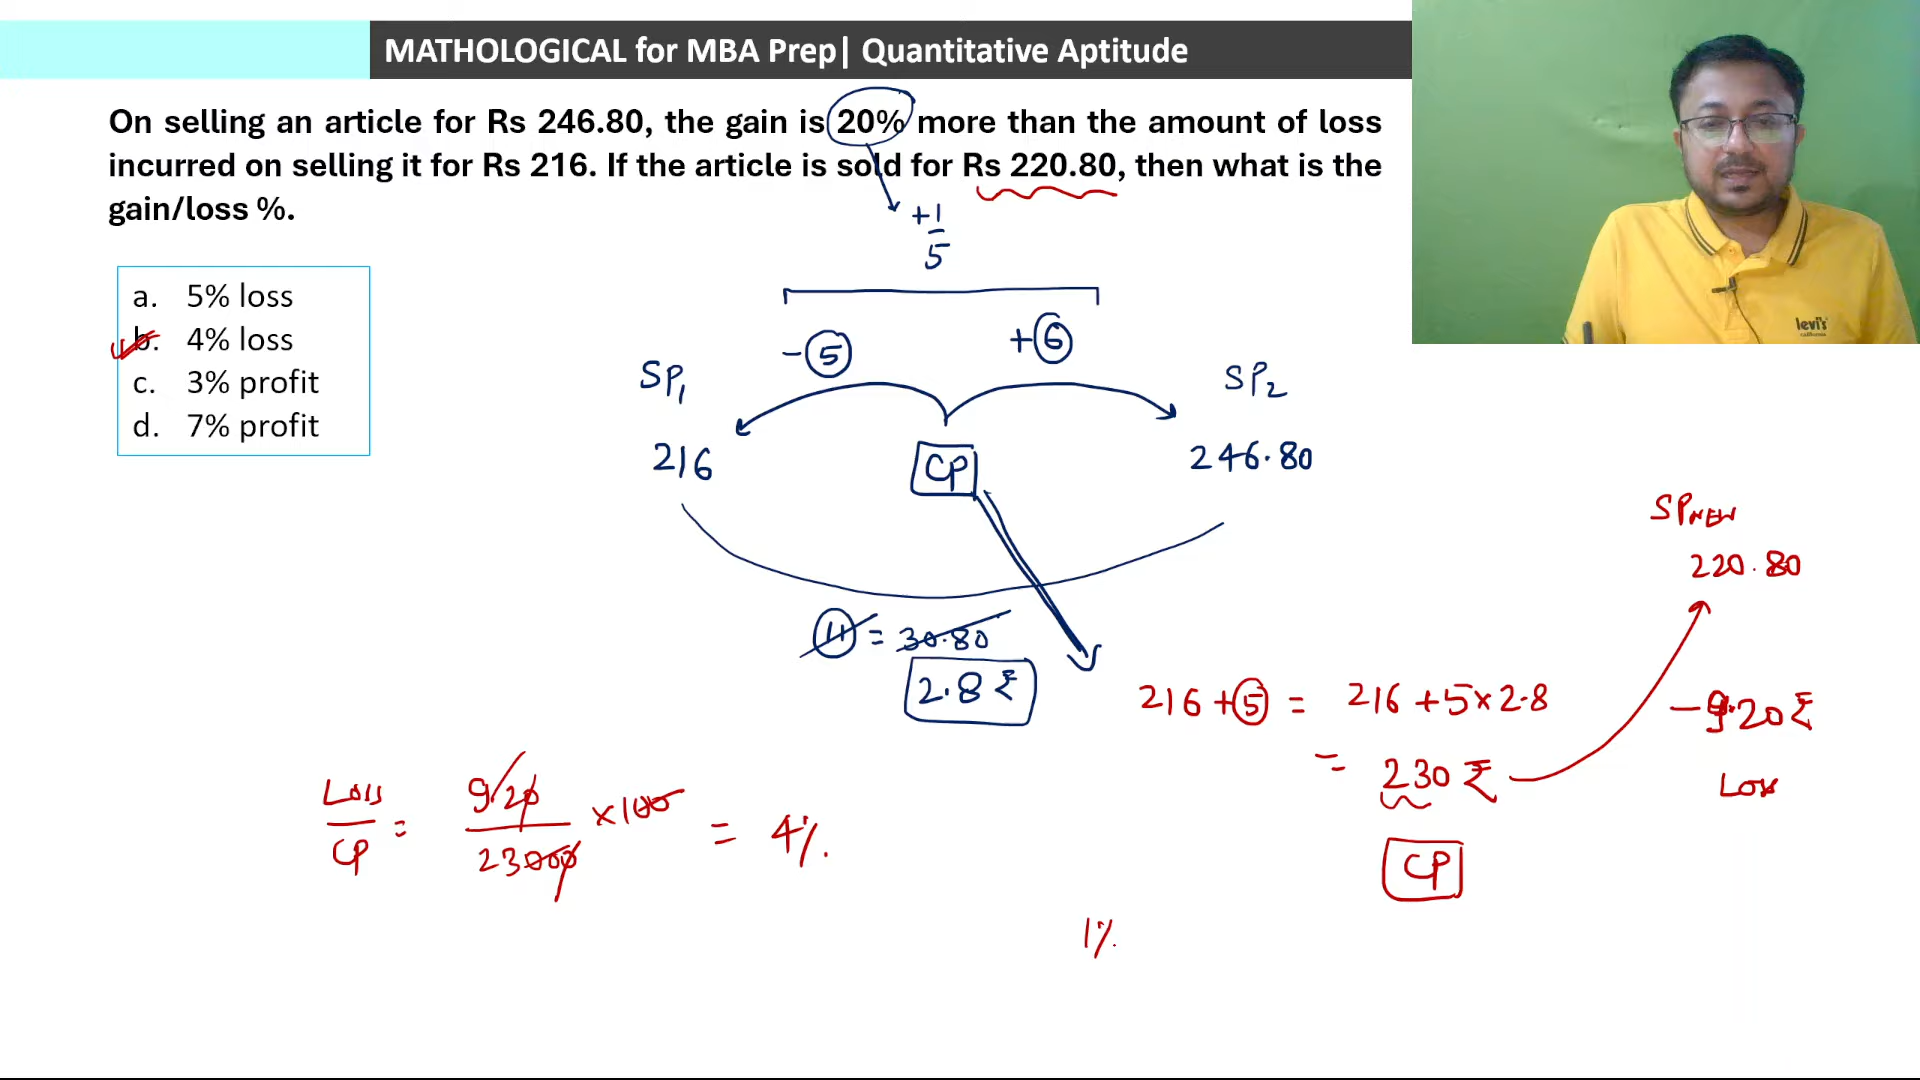 MATHOLOGICAL for MBA Prep| Quantitative Aptitude
On selling an article for Rs 246.80, the gain is 20% more than the amount of loss
incurred on selling it for Rs 216. If the article is sold for Rs 220.80, then what is the
gain/loss %.
+1/5
a. 5% loss
b. 4% loss
c. 3% profit
d. 7% profit
-5 +6
SP1 SP2
216 CP 246.80
SPNEW
220.80
11 = 30.80
2.8 ₹
216 + 5 = 216 + 5 × 2.8
= 230 ₹
CP
-9.20 ₹
Loss
Loss/CP = 9.20/23000 × 100 = 4%.
1%.
levi's
california